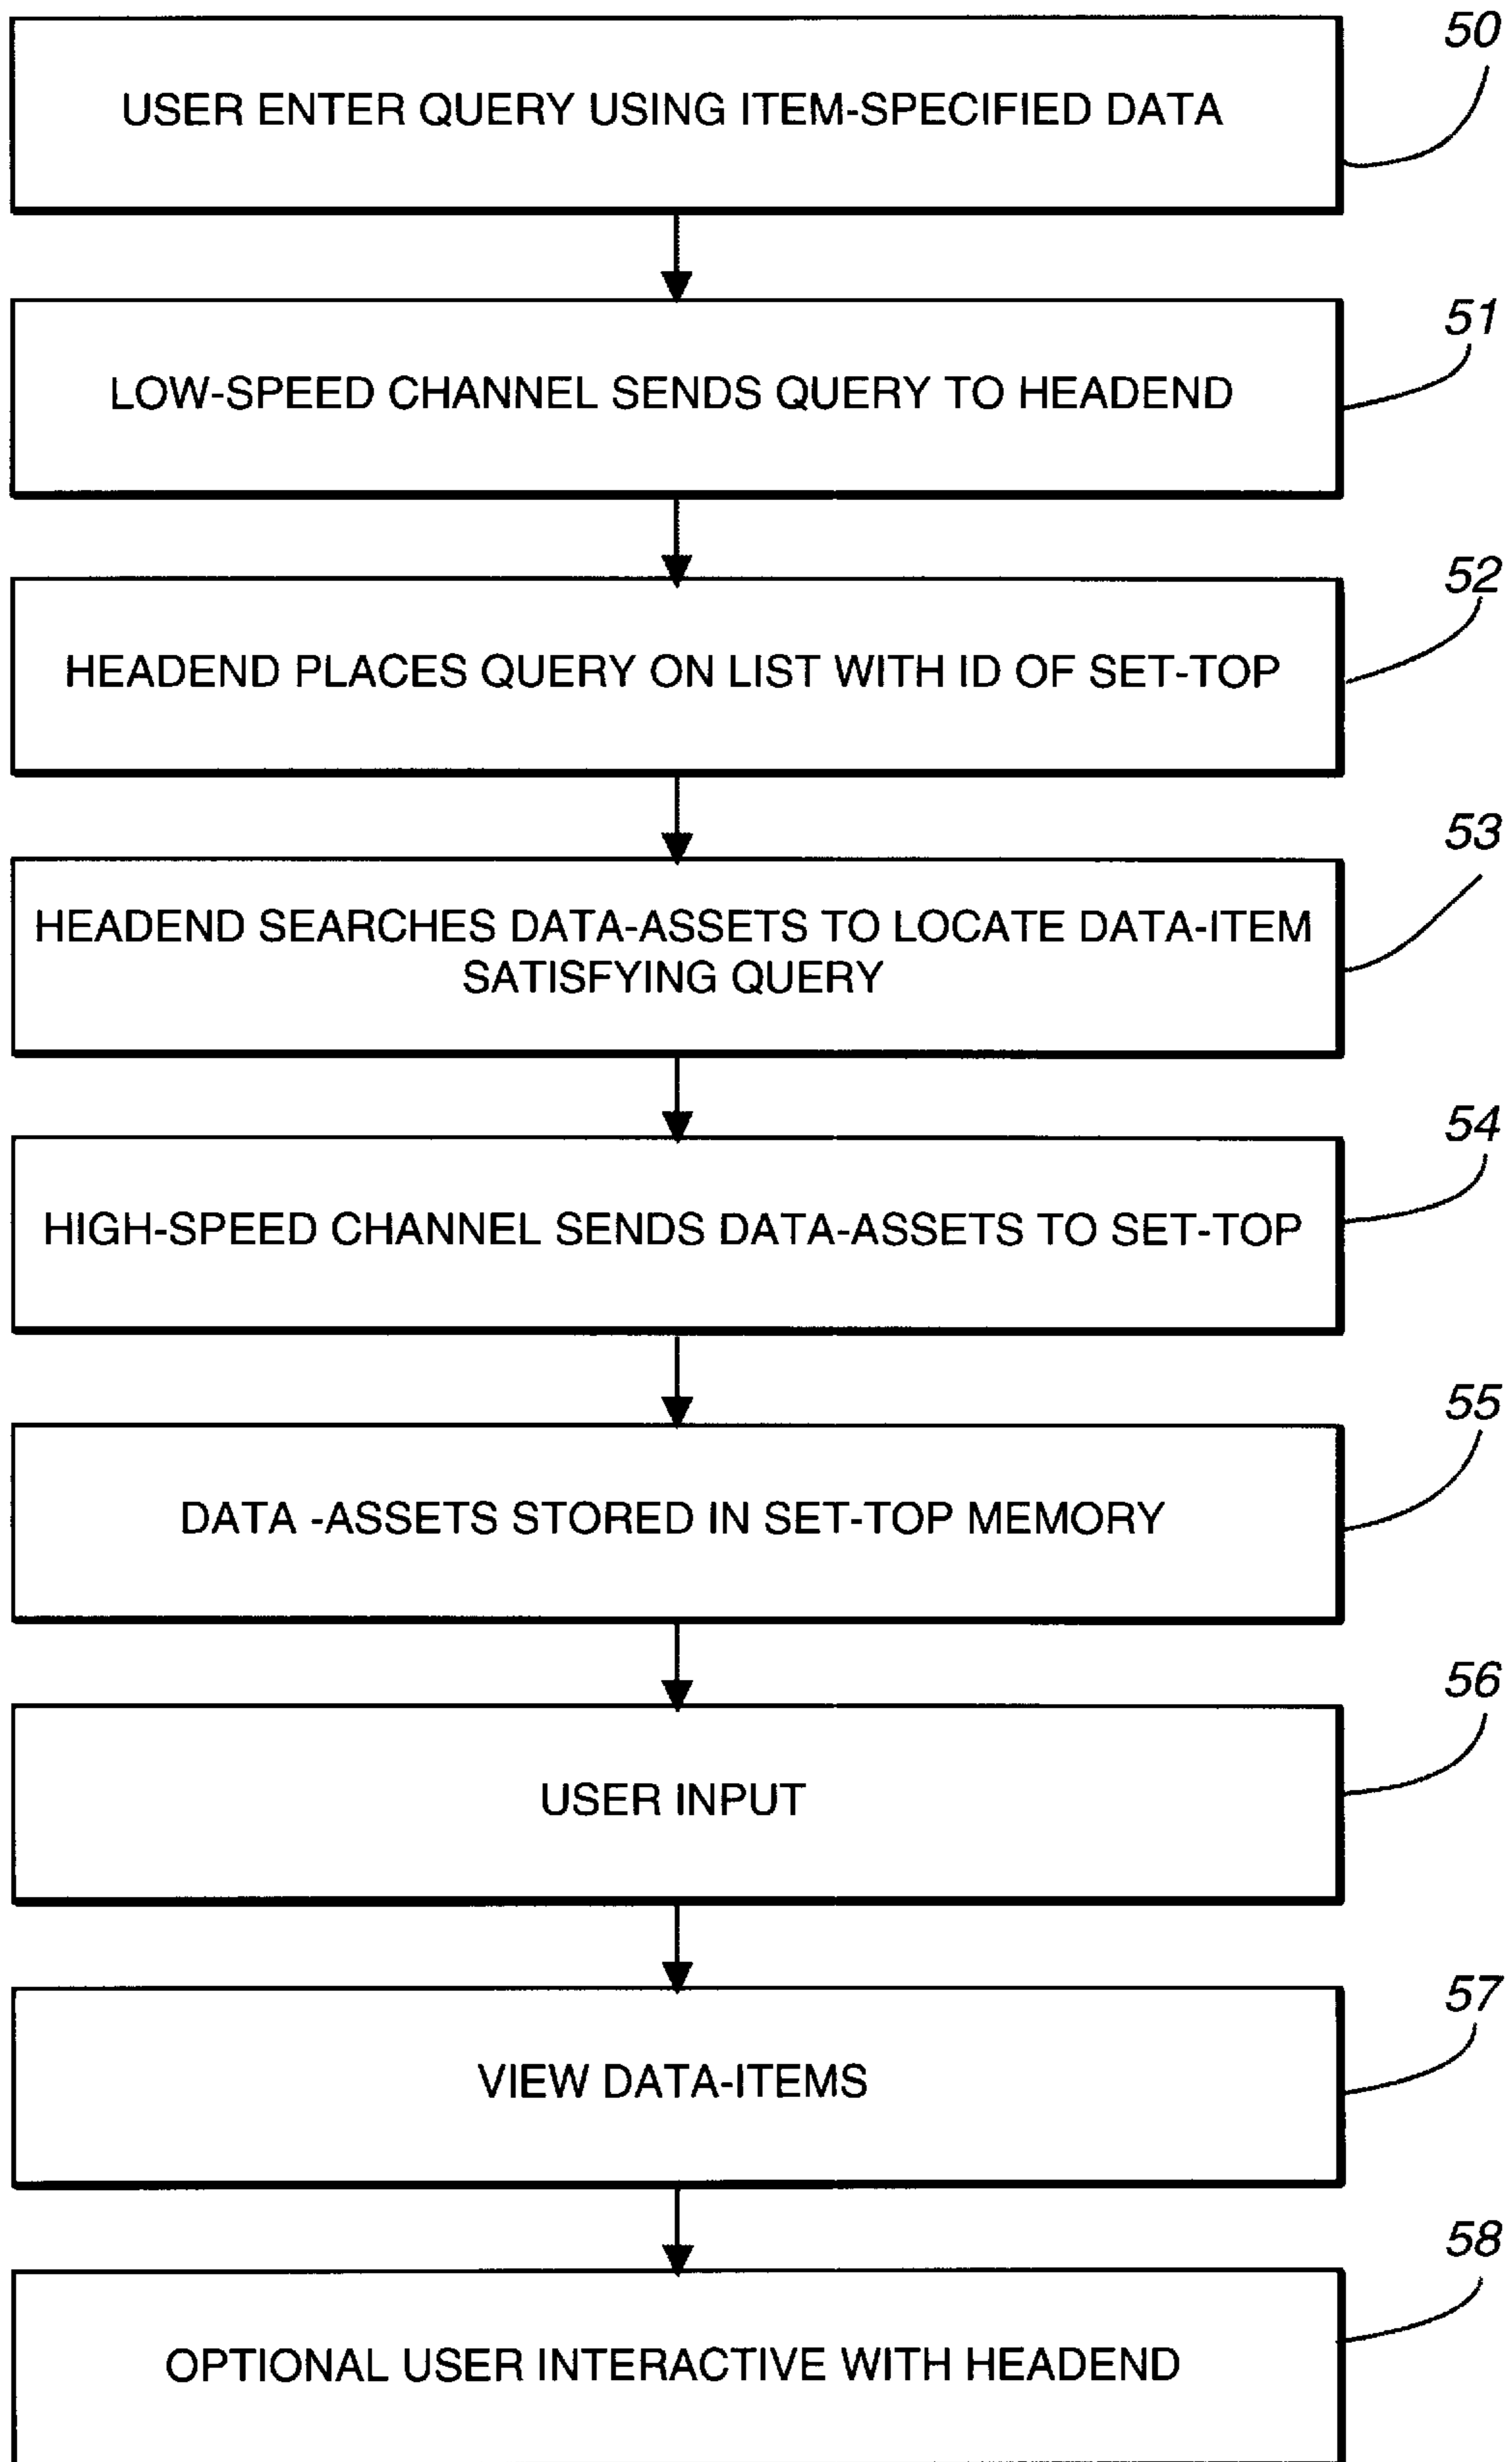 50
USER ENTER QUERY USING ITEM-SPECIFIED DATA
51
LOW-SPEED CHANNEL SENDS QUERY TO HEADEND
52
HEADEND PLACES QUERY ON LIST WITH ID OF SET-TOP
53
HEADEND SEARCHES DATA-ASSETS TO LOCATE DATA-ITEM
SATISFYING QUERY
54
HIGH-SPEED CHANNEL SENDS DATA-ASSETS TO SET-TOP
55
DATA -ASSETS STORED IN SET-TOP MEMORY
56
USER INPUT
57
VIEW DATA-ITEMS
58
OPTIONAL USER INTERACTIVE WITH HEADEND